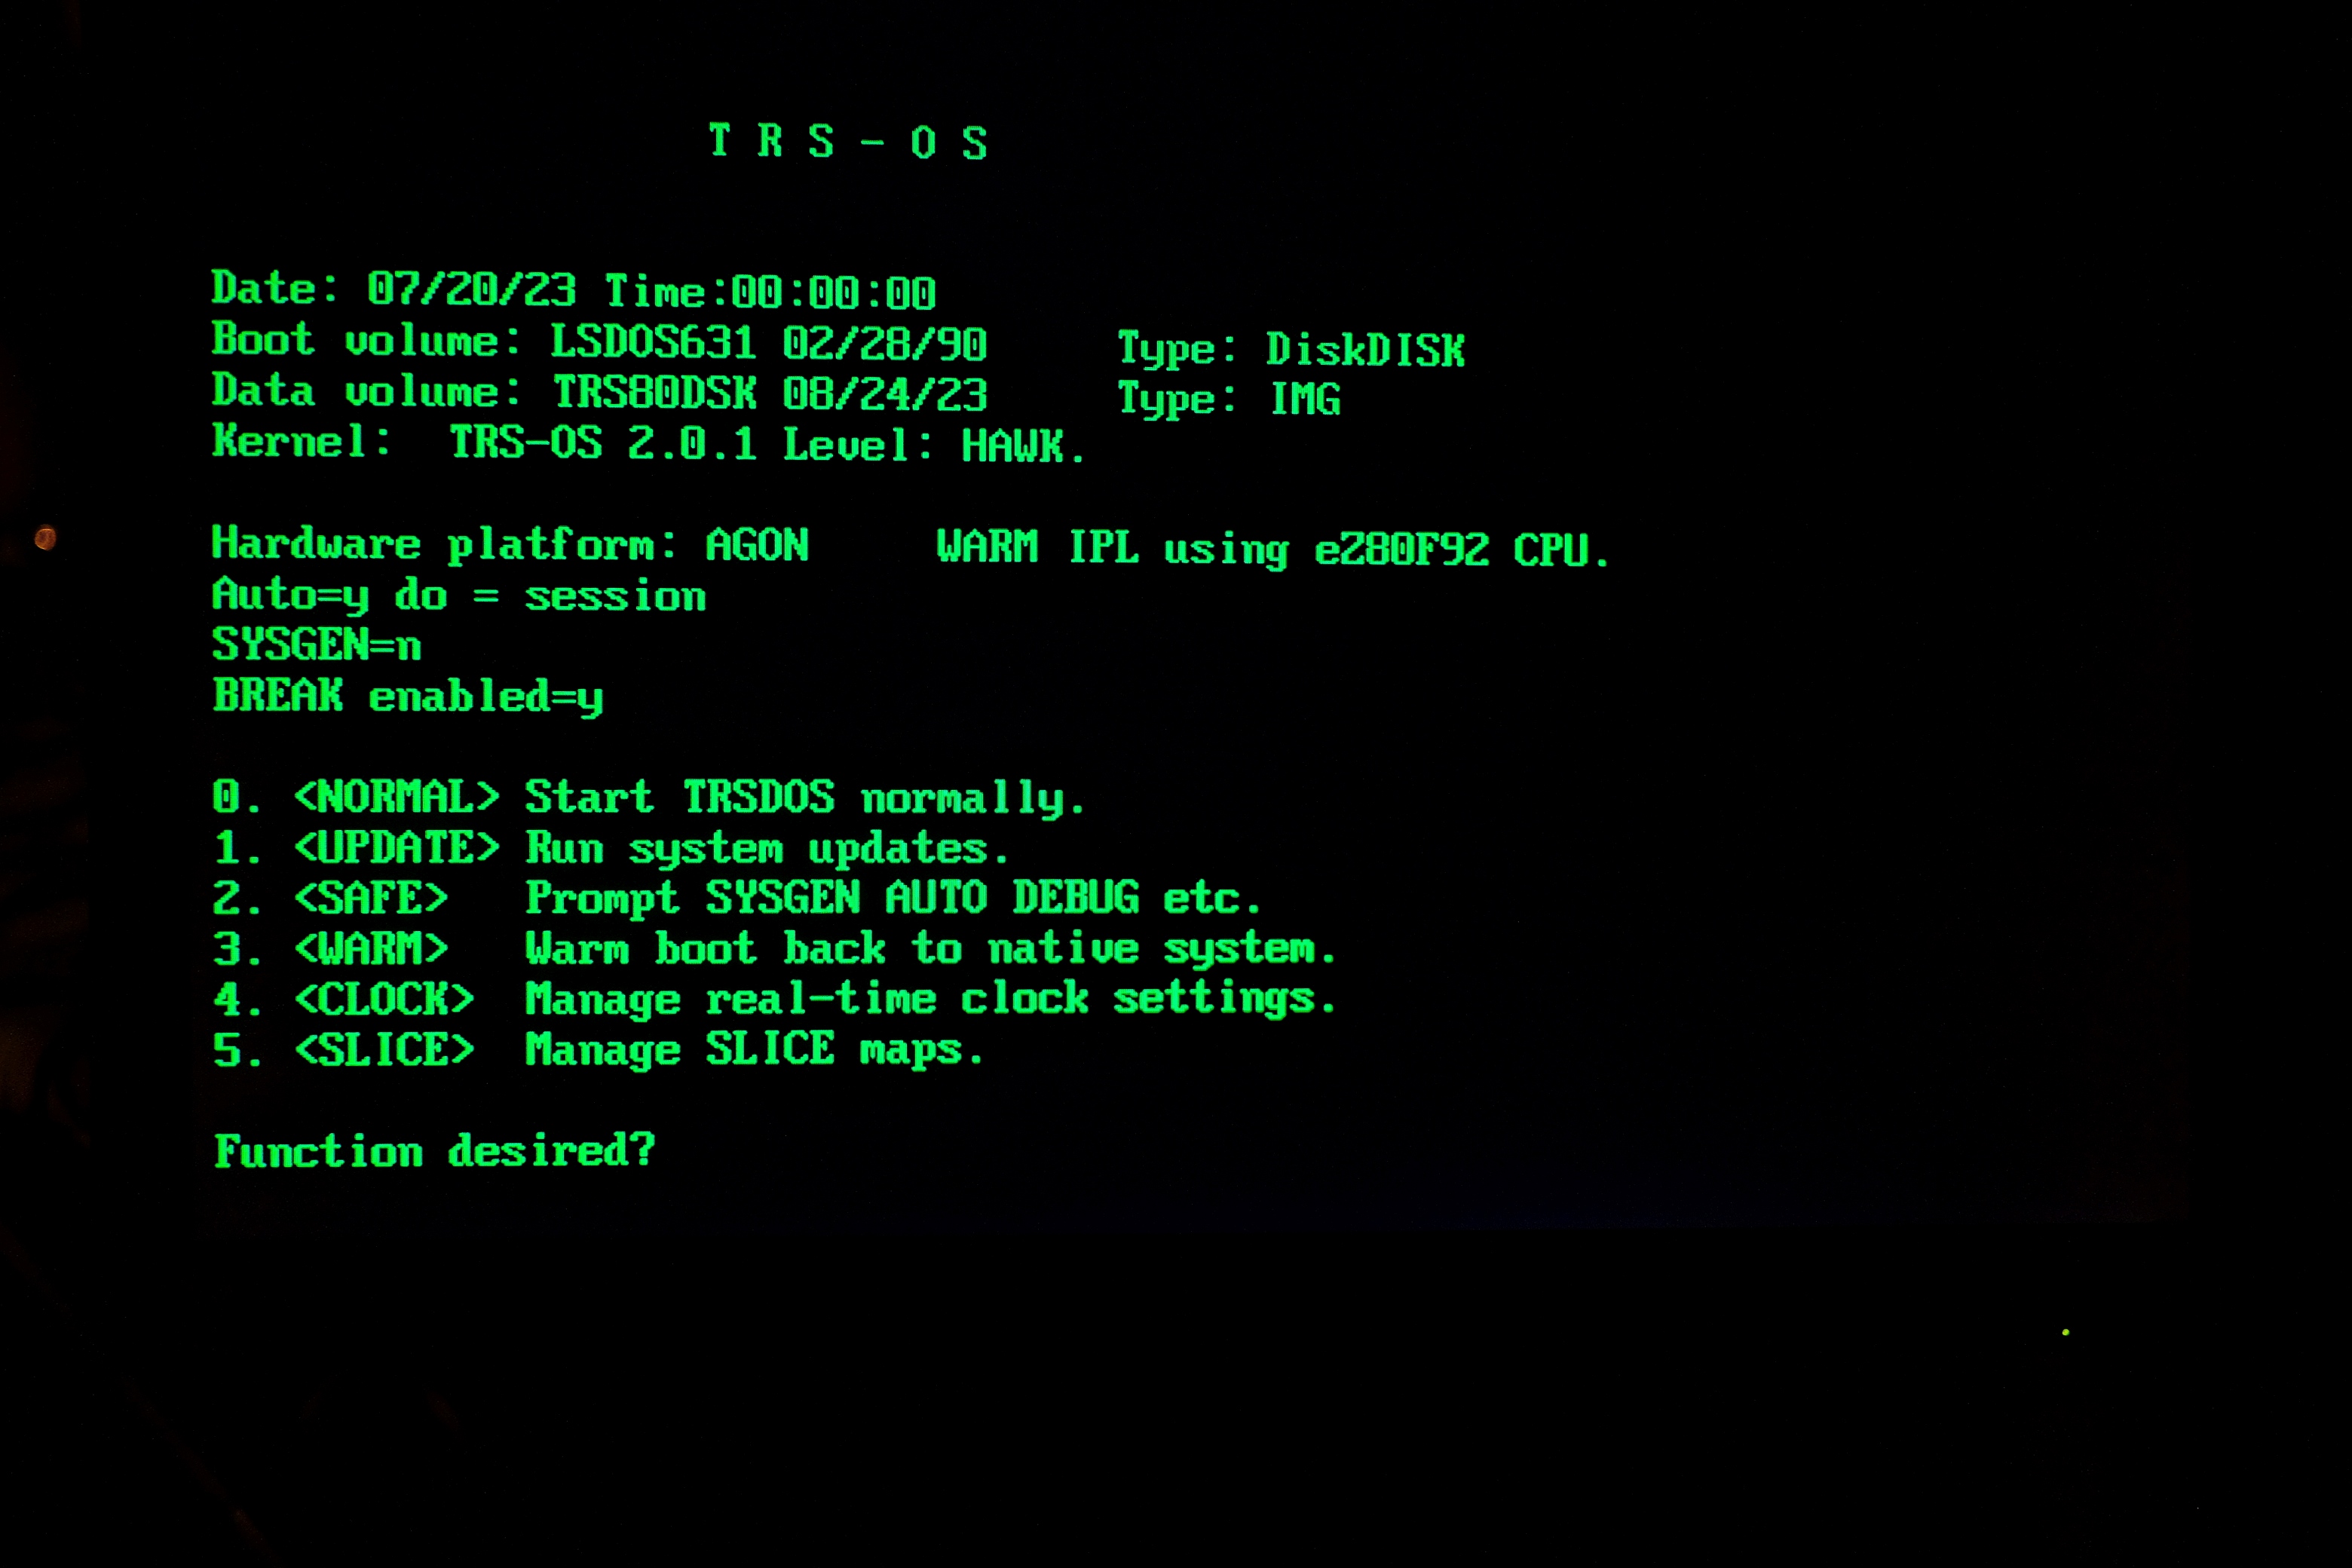 T R S - O S
Date: 07/20/23 Time:00:00:00
Boot volume: LSDOS631 02/28/90     Type: DiskDISK
Data volume: TRS80DSK 08/24/23     Type: IMG
Kernel:  TRS-OS 2.0.1 Level: HAWK.
Hardware platform: AGON     WARM IPL using eZ80F92 CPU.
Auto=y do = session
SYSGEN=n
BREAK enabled=y
0. <NORMAL> Start TRSDOS normally.
1. <UPDATE> Run system updates.
2. <SAFE>   Prompt SYSGEN AUTO DEBUG etc.
3. <WARM>   Warm boot back to native system.
4. <CLOCK>  Manage real-time clock settings.
5. <SLICE>  Manage SLICE maps.
Function desired?